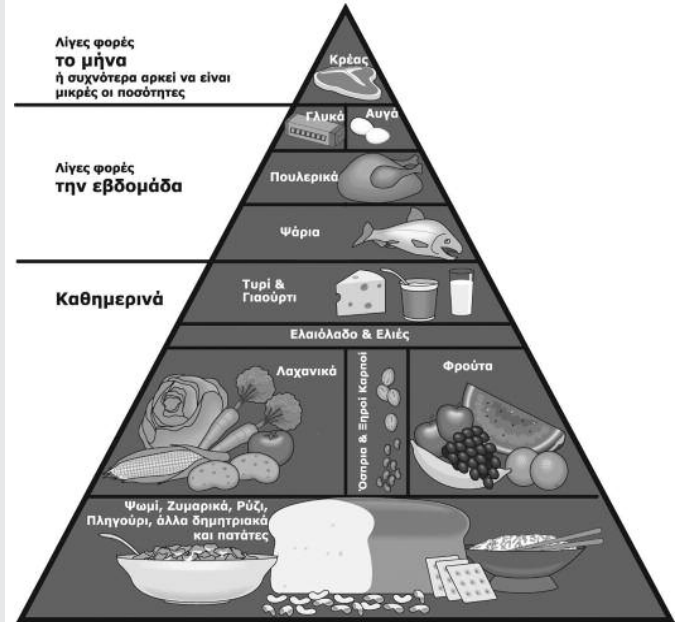 Λίγες φορές
το μήνα
ή συχνότερα αρκεί να είναι
μικρές οι ποσότητες
Κρέας
Γλυκά
Αυγά
Λίγες φορές
την εβδομάδα
Πουλερικά
Ψάρια
Καθημερινά
Τυρί &
Γιαούρτι
Ελαιόλαδο & Ελιές
Λαχανικά
Όσπρια & Ξηροί Καρποί
Φρούτα
Ψωμί, Ζυμαρικά, Ρύζι,
Πληγούρι, άλλα δημητριακά
και πατάτες